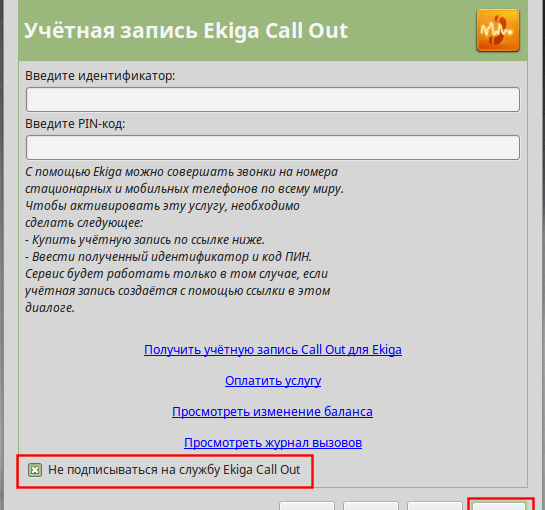 Учётная запись Ekiga Call Out
Введите идентификатор:
Введите PIN-код:
С помощью Ekiga можно совершать звонки на номера
стационарных и мобильных телефонов по всему миру.
Чтобы активировать эту услугу, необходимо
сделать следующее:
- Купить учётную запись по ссылке ниже.
- Ввести полученный идентификатор и код ПИН.
Сервис будет работать только в том случае, если
учётная запись создаётся с помощью ссылки в этом
диалоге.
Получить учётную запись Call Out для Ekiga
Оплатить услугу
Просмотреть изменение баланса
Просмотреть журнал вызовов
Не подписываться на службу Ekiga Call Out